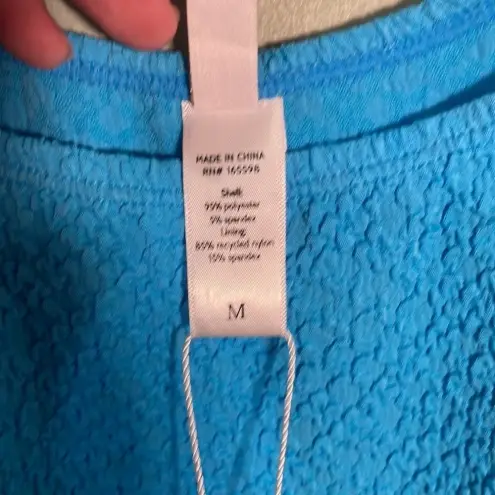 MADE IN CHINA
RN# 165598
Shell:
95% polyester
5% spandex
Lining:
85% recycled nylon
15% spandex
M